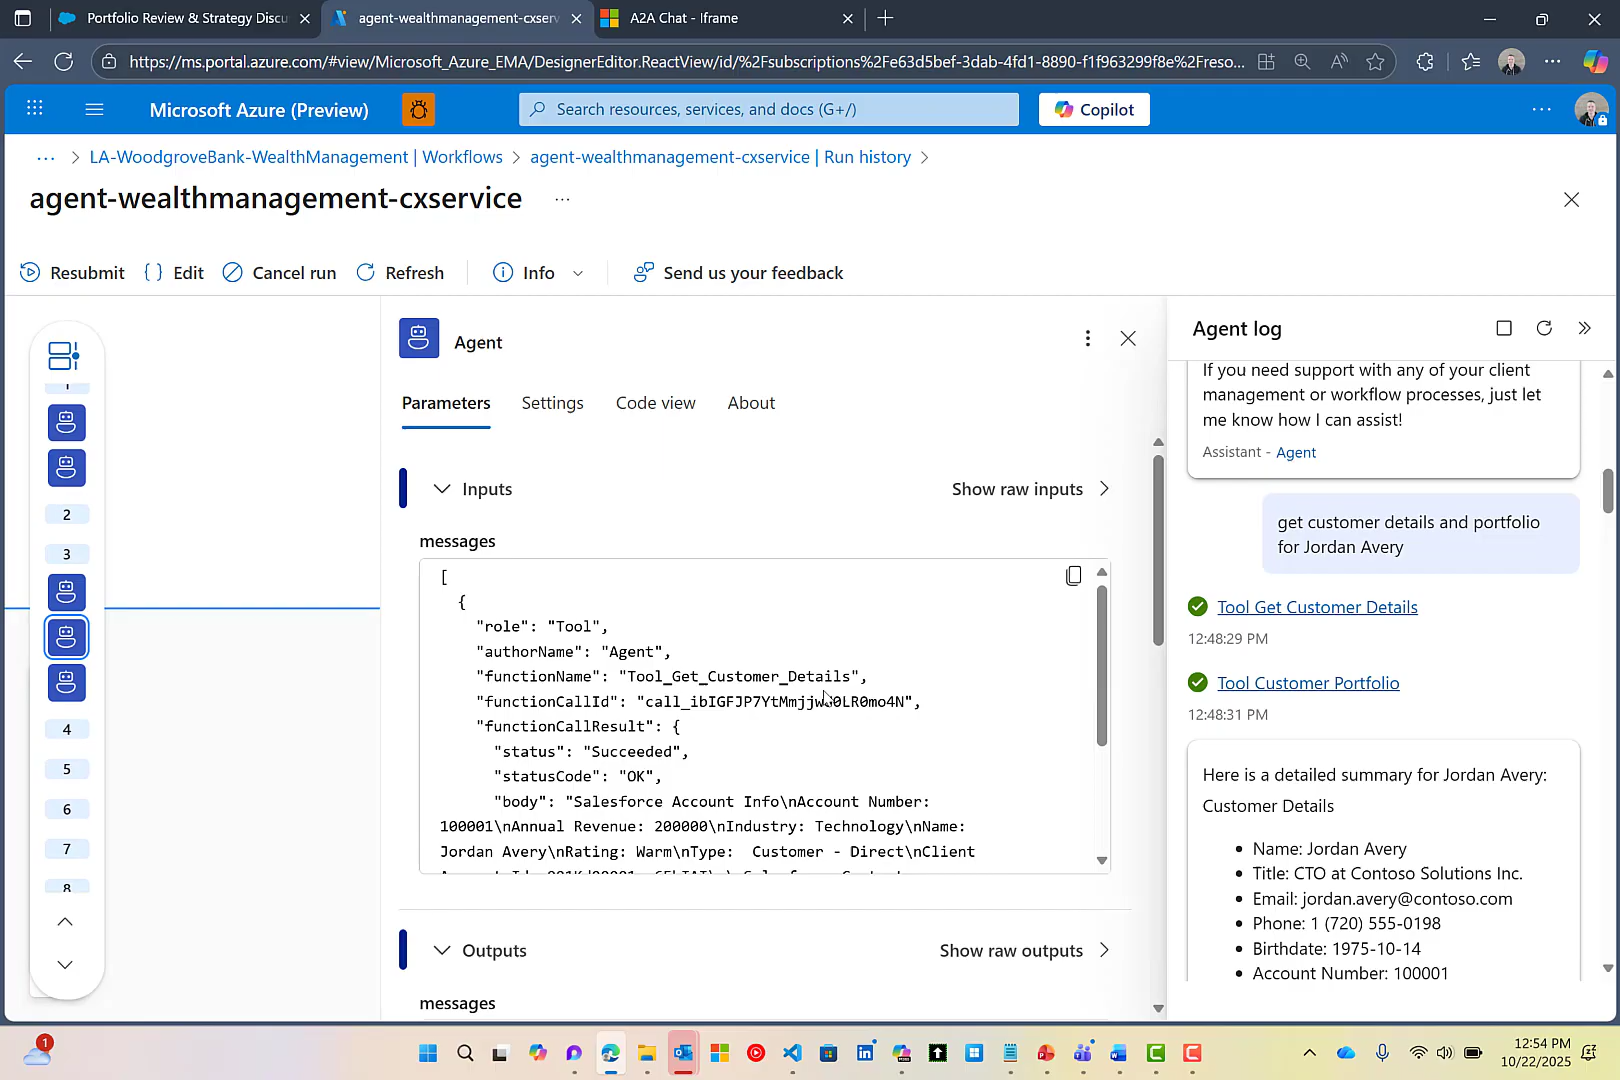 Portfolio Review & Strategy Discu
agent-wealthmanagement-cxserv
A2A Chat - Iframe
https://ms.portal.azure.com/#view/Microsoft_Azure_EMA/DesignerEditor.ReactView/id/%2Fsubscriptions%2Fe63d5bef-3dab-4fd1-8890-f1f963299f8e%2Freso...
Microsoft Azure (Preview)
Search resources, services, and docs (G+/)
Copilot
LA-WoodgroveBank-WealthManagement | Workflows
agent-wealthmanagement-cxservice | Run history
agent-wealthmanagement-cxservice
Resubmit
Edit
Cancel run
Refresh
Info
Send us your feedback
1
2
3
4
5
6
7
8
Agent
Parameters
Settings
Code view
About
Inputs
Show raw inputs
messages
[
{
"role": "Tool",
"authorName": "Agent",
"functionName": "Tool_Get_Customer_Details",
"functionCallResult": {
"status": "Succeeded",
"statusCode": "OK",
"body": "Salesforce Account Info\nAccount Number:
100001\nAnnual Revenue: 200000\nIndustry: Technology\nName:
Jordan Avery\nRating: Warm\nType:  Customer - Direct\nClient
Outputs
Show raw outputs
messages
Agent log
If you need support with any of your client
management or workflow processes, just let
me know how I can assist!
Assistant - Agent
get customer details and portfolio
for Jordan Avery
Tool Get Customer Details
12:48:29 PM
Tool Customer Portfolio
12:48:31 PM
Here is a detailed summary for Jordan Avery:
Customer Details
Name: Jordan Avery
Title: CTO at Contoso Solutions Inc.
Email: jordan.avery@contoso.com
Phone: 1 (720) 555-0198
Birthdate: 1975-10-14
Account Number: 100001
1
12:54 PM
10/22/2025